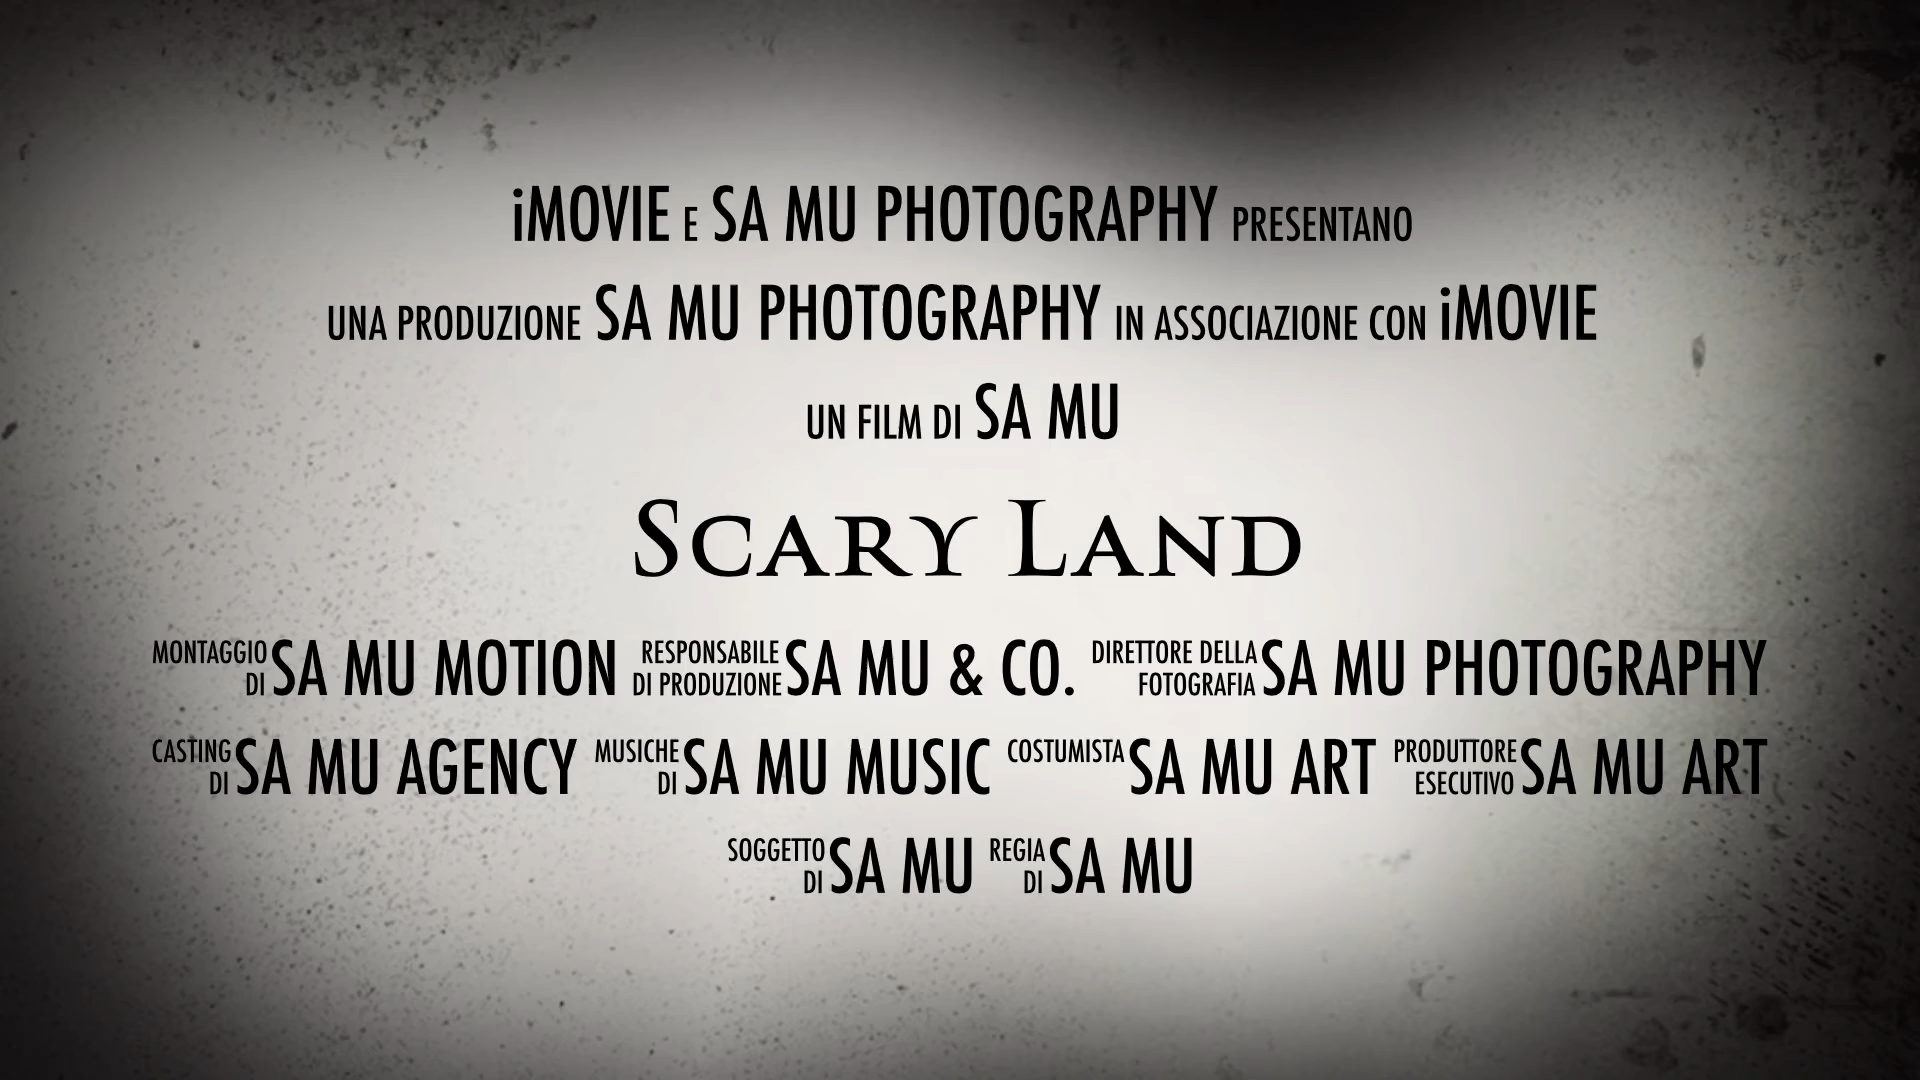 iMOVIE E SA MU PHOTOGRAPHY PRESENTANO
UNA PRODUZIONE SA MU PHOTOGRAPHY IN ASSOCIAZIONE CON iMOVIE
UN FILM DI SA MU
SCARY LAND
MONTAGGIO DI SA MU MOTION RESPONSABILE DI PRODUZIONE SA MU & CO. DIRETTORE DELLA FOTOGRAFIA SA MU PHOTOGRAPHY
CASTING DI SA MU AGENCY MUSICHE DI SA MU MUSIC COSTUMISTA SA MU ART PRODUTTORE ESECUTIVO SA MU ART
SOGGETTO DI SA MU REGIA DI SA MU